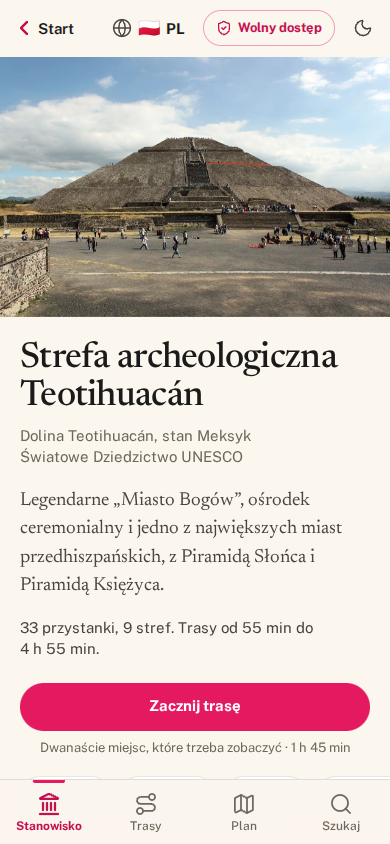 Start
PL
Wolny dostęp
Strefa archeologiczna
Teotihuacán
Dolina Teotihuacán, stan Meksyk
Światowe Dziedzictwo UNESCO
Legendarne „Miasto Bogów”, ośrodek
ceremonialny i jedno z największych miast
przedhiszpańskich, z Piramidą Słońca i
Piramidą Księżyca.
33 przystanki, 9 stref. Trasy od 55 min do
4 h 55 min.
Zacznij trasę
Dwanaście miejsc, które trzeba zobaczyć · 1 h 45 min
Stanowisko
Trasy
Plan
Szukaj